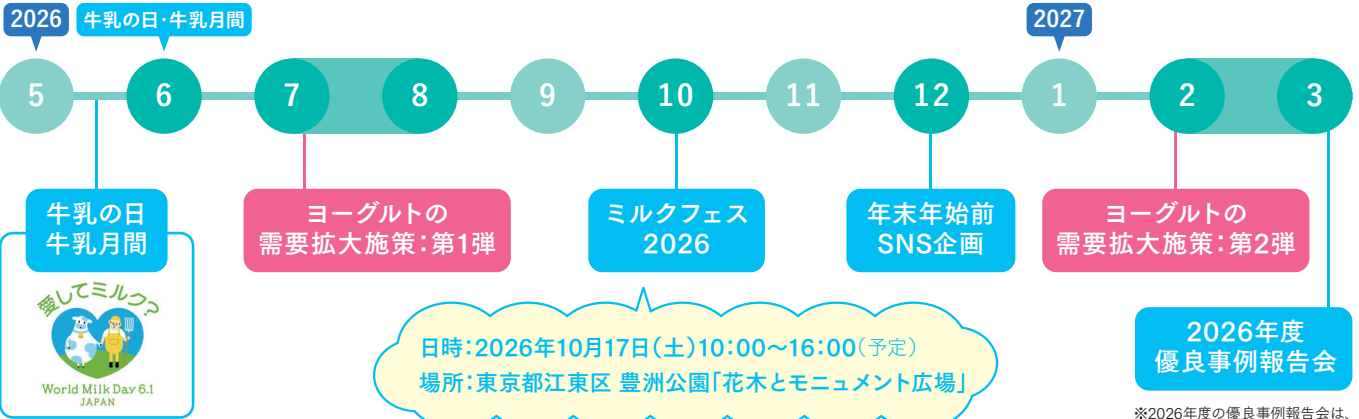 2026
牛乳の日・牛乳月間
2027
5
6
7
8
9
10
11
12
1
2
3
牛乳の日
牛乳月間
愛してミルク?
World Milk Day 6.1
JAPAN
ヨーグルトの
需要拡大施策:第1弾
ミルクフェス
2026
年末年始前
SNS企画
ヨーグルトの
需要拡大施策:第2弾
日時:2026年10月17日(土)10:00〜16:00(予定)
場所:東京都江東区 豊洲公園「花木とモニュメント広場」
2026年度
優良事例報告会
※2026年度の優良事例報告会は、